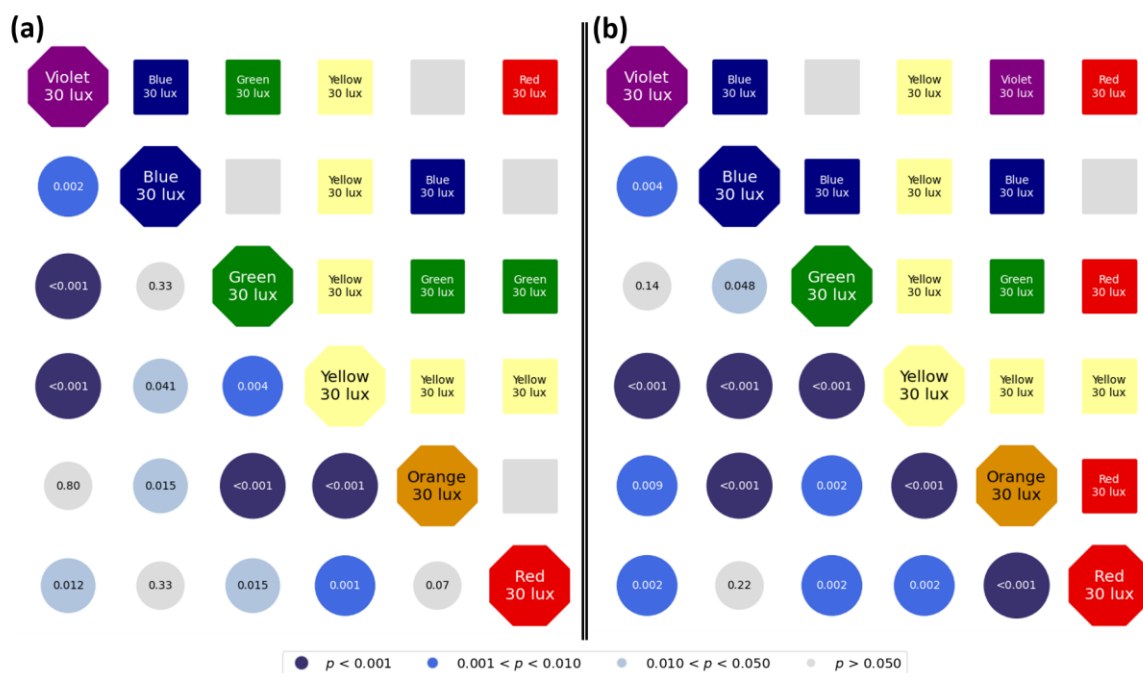 (a)
Violet
30 lux
Blue
30 lux
Green
30 lux
Yellow
30 lux
Red
30 lux
0.002
Blue
30 lux
Yellow
30 lux
Blue
30 lux
<0.001
0.33
Green
30 lux
Yellow
30 lux
Green
30 lux
Green
30 lux
<0.001
0.041
0.004
Yellow
30 lux
Yellow
30 lux
Yellow
30 lux
0.80
0.015
<0.001
<0.001
Orange
30 lux
0.012
0.33
0.015
0.001
0.07
Red
30 lux
(b)
Violet
30 lux
Blue
30 lux
Yellow
30 lux
Violet
30 lux
Red
30 lux
0.004
Blue
30 lux
Blue
30 lux
Yellow
30 lux
Blue
30 lux
0.14
0.048
Green
30 lux
Yellow
30 lux
Green
30 lux
Red
30 lux
<0.001
<0.001
<0.001
Yellow
30 lux
Yellow
30 lux
Yellow
30 lux
0.009
<0.001
0.002
<0.001
Orange
30 lux
Red
30 lux
0.002
0.22
0.002
0.002
<0.001
Red
30 lux
p < 0.001
0.001 < p < 0.010
0.010 < p < 0.050
p > 0.050